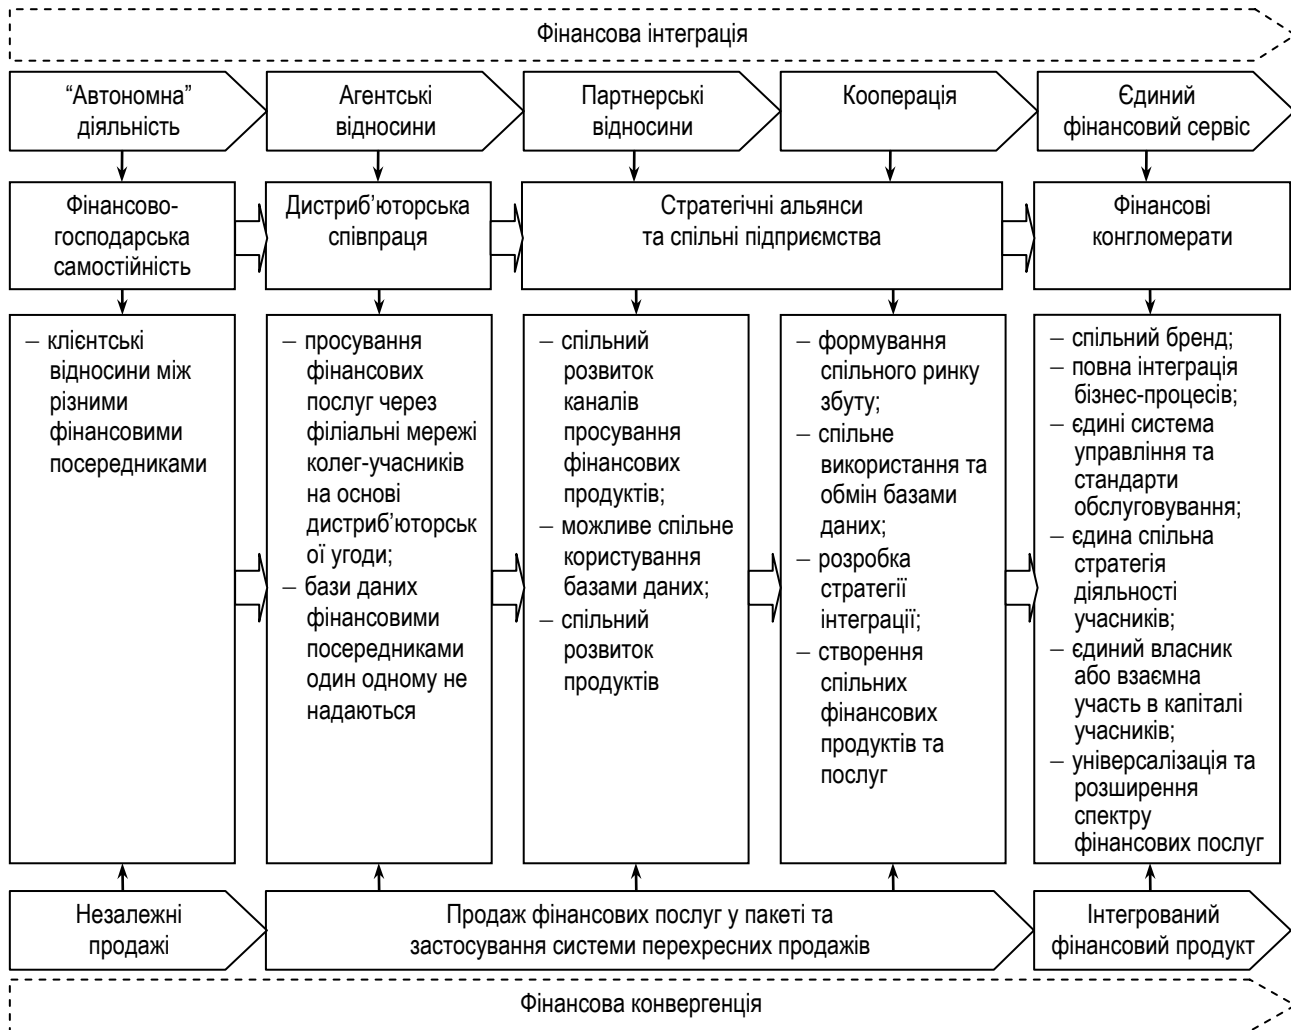 Фінансова інтеграція
“Автономна”
діяльність
Агентські
відносини
Партнерські
відносини
Кооперація
Єдиний
фінансовий сервіс
Фінансово-
господарська
самостійність
Дистриб’юторська
співпраця
Стратегічні альянси
та спільні підприємства
Фінансові
конгломерати
– клієнтські
відносини між
різними
фінансовими
посередниками
– просування
фінансових
послуг через
філіальні мережі
колег-учасників
на основі
дистриб’юторськ
ої угоди;
– бази даних
фінансовими
посередниками
один одному не
надаються
– спільний
розвиток
каналів
просування
фінансових
продуктів;
– можливе спільне
користування
базами даних;
– спільний
розвиток
продуктів
– формування
спільного ринку
збуту;
– спільне
використання та
обмін базами
даних;
– розробка
стратегії
інтеграції;
– створення
спільних
фінансових
продуктів та
послуг
– спільний бренд;
– повна інтеграція
бізнес-процесів;
– єдині система
управління та
стандарти
обслуговування;
– єдина спільна
стратегія
діяльності
учасників;
– єдиний власник
або взаємна
участь в капіталі
учасників;
– універсалізація та
розширення
спектру
фінансових послуг
Незалежні
продажі
Продаж фінансових послуг у пакеті та
застосування системи перехресних продажів
Інтегрований
фінансовий продукт
Фінансова конвергенція